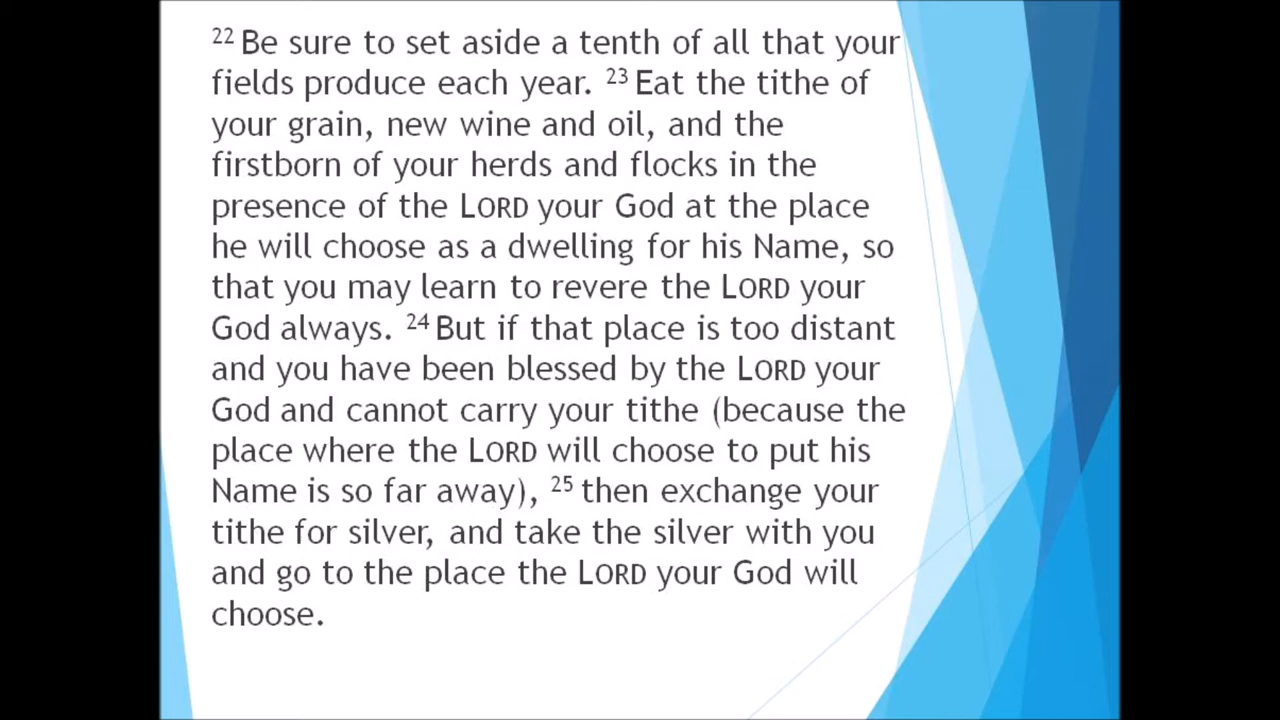 22 Be sure to set aside a tenth of all that your
fields produce each year. 23 Eat the tithe of
your grain, new wine and oil, and the
firstborn of your herds and flocks in the
presence of the LORD your God at the place
he will choose as a dwelling for his Name, so
that you may learn to revere the LORD your
God always. 24 But if that place is too distant
and you have been blessed by the LORD your
God and cannot carry your tithe (because the
place where the LORD will choose to put his
Name is so far away), 25 then exchange your
tithe for silver, and take the silver with you
and go to the place the LORD your God will
choose.